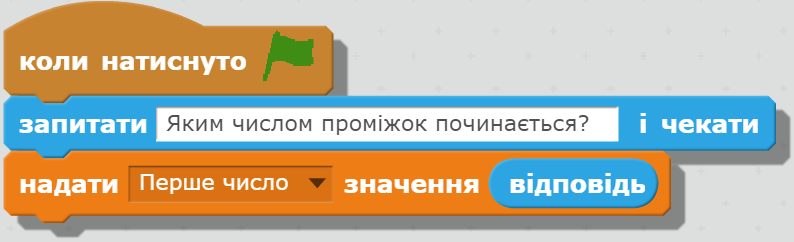 коли натиснуто
запитати Яким числом проміжок починається? і чекати
надати Перше число значення відповідь